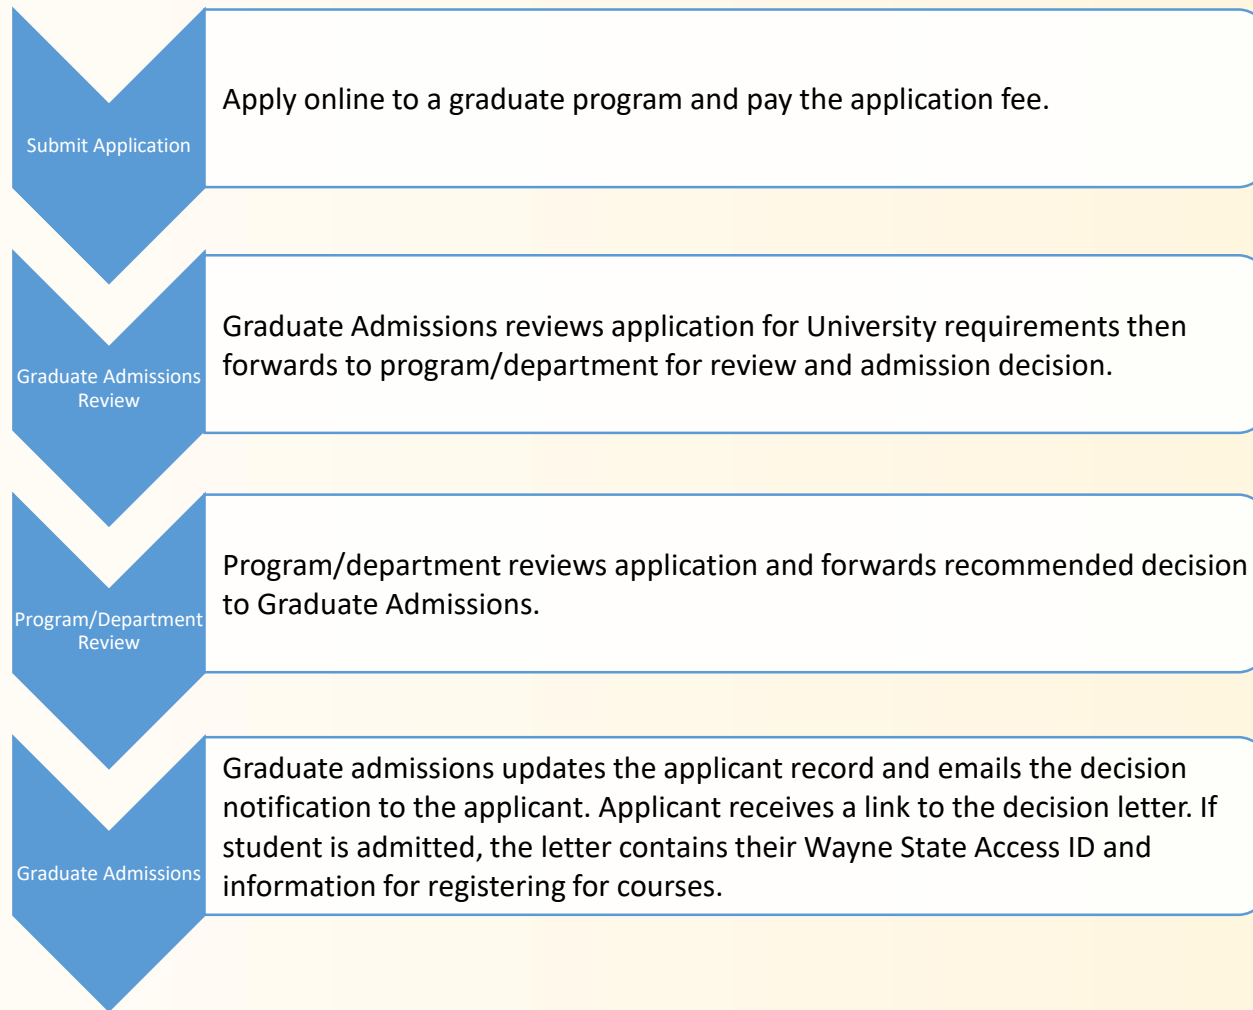 Submit Application
Apply online to a graduate program and pay the application fee.
Graduate Admissions
Review
Graduate Admissions reviews application for University requirements then
forwards to program/department for review and admission decision.
Program/Department
Review
Program/department reviews application and forwards recommended decision
to Graduate Admissions.
Graduate Admissions
Graduate admissions updates the applicant record and emails the decision
notification to the applicant. Applicant receives a link to the decision letter. If
student is admitted, the letter contains their Wayne State Access ID and
information for registering for courses.